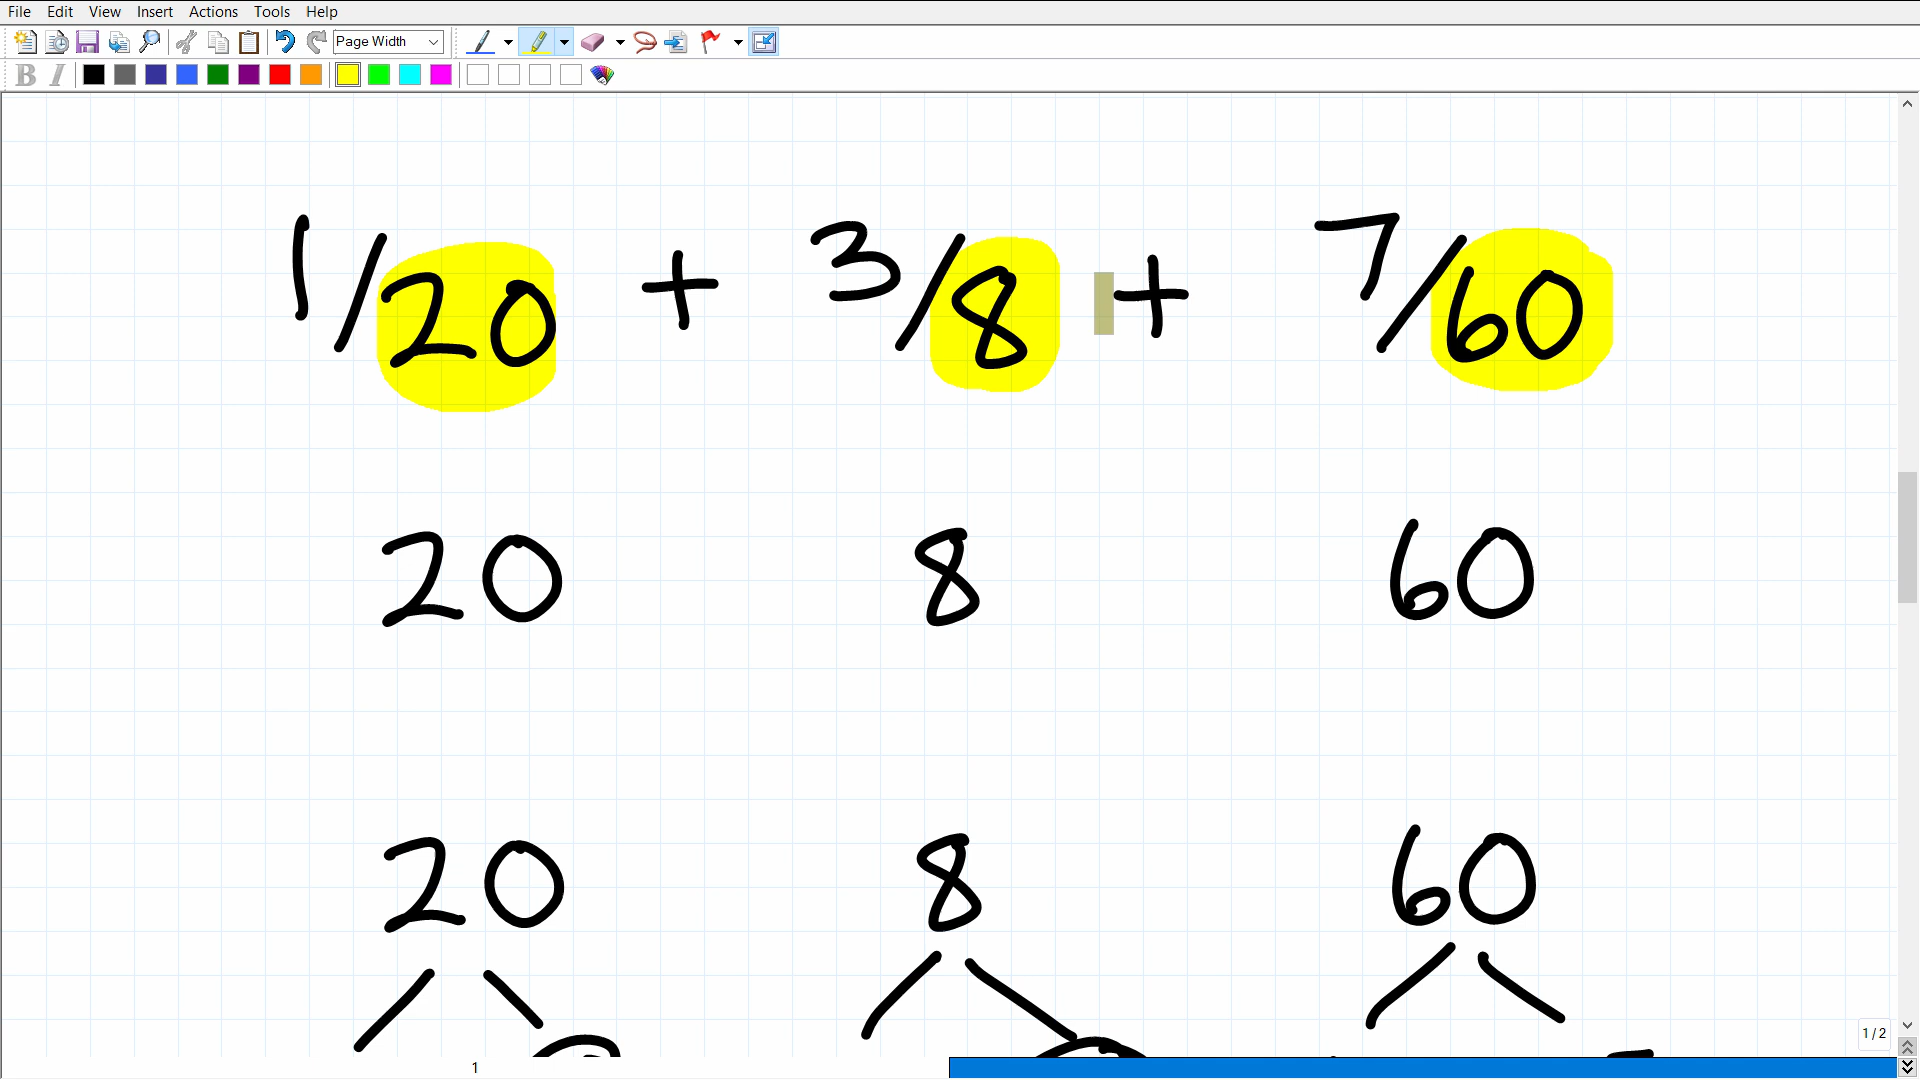 File Edit View Insert Actions Tools Help
Page Width
B I
1/20 + 3/8 + 7/60
20 8 60
20 8 60
1/2
1